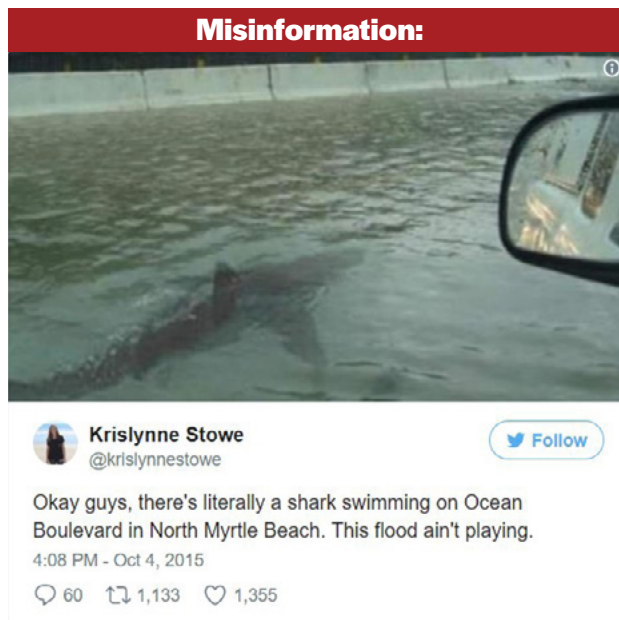 Misinformation:
Krislynne Stowe
Follow
@krislynnestowe
Okay guys, there's literally a shark swimming on Ocean
Boulevard in North Myrtle Beach. This flood ain't playing.
4:08 PM - Oct 4, 2015
60 1,133 1,355